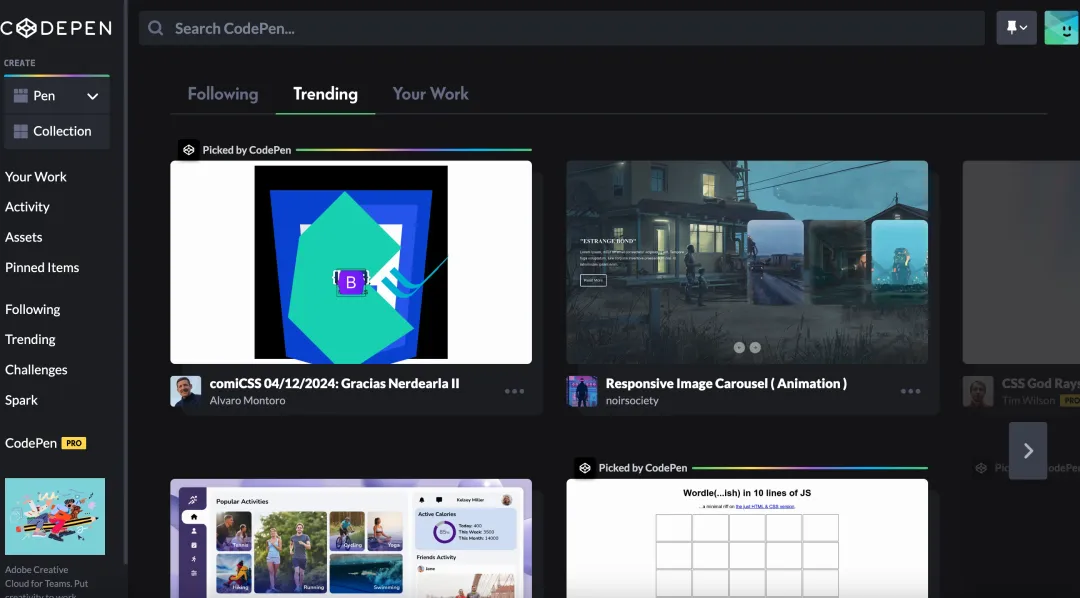 CODEPEN
Search CodePen...
CREATE
Pen
Collection
Your Work
Activity
Assets
Pinned Items
Following
Trending
Challenges
Spark
CodePen PRO
Adobe Creative
Cloud for Teams. Put
creativity to work
Following
Trending
Your Work
Picked by CodePen
B
comiCSS 04/12/2024: Gracias Nerdearla II
Alvaro Montoro
"ESTRANGE BOND"
Read More
Responsive Image Carousel ( Animation )
noirsociety
CSS God Rays
Tim Wilson PRO
Popular Activities
Tennis
Hiking
Running
Cycling
Yoga
Swimming
Kelsey Miller
Active Calories
85%
Today: 400
This Week: 3500
This Month: 14000
Friends Activity
Jane
Picked by CodePen
Wordle(...ish) in 10 lines of JS
...a minimal riff on the just HTML & CSS version.